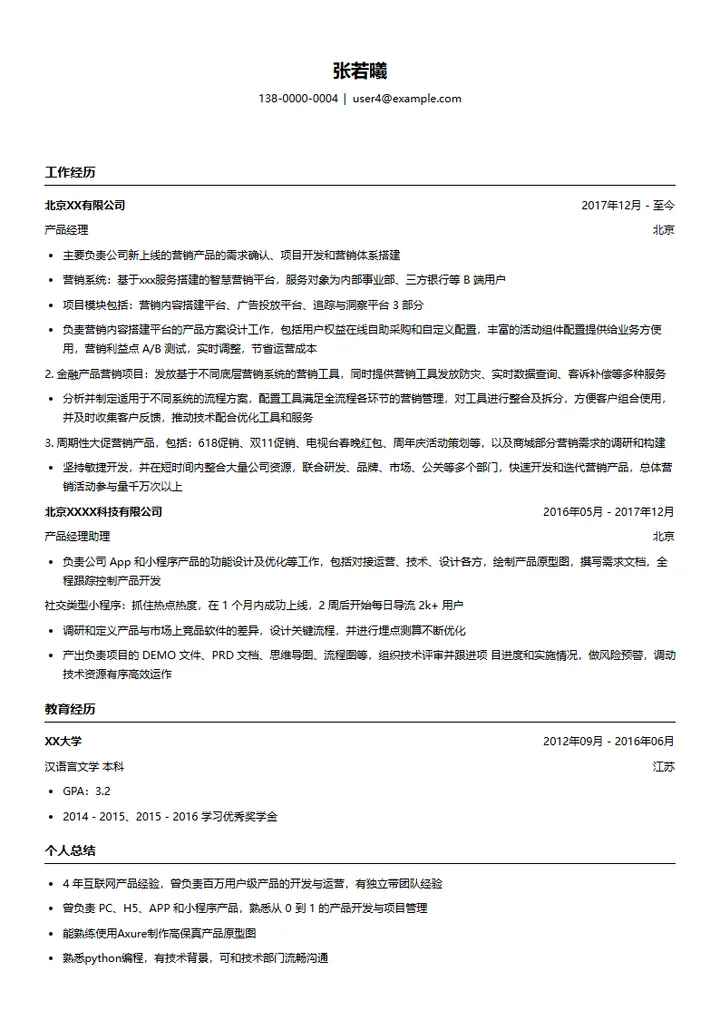 张若曦
138-0000-0004 | user4@example.com
工作经历
北京XX有限公司 2017年12月 - 至今
产品经理 北京
• 主要负责公司新上线的营销产品的需求确认、项目开发和营销体系搭建
• 营销系统：基于xxx服务搭建的智慧营销平台，服务对象为内部事业部、三方银行等 B 端用户
• 项目模块包括：营销内容搭建平台、广告投放平台、追踪与洞察平台 3 部分
• 负责营销内容搭建平台的产品方案设计工作，包括用户权益在线自助采购和自定义配置，丰富的活动组件配置提供给业务方使
用，营销利益点 A/B 测试，实时调整，节省运营成本
2. 金融产品营销项目：发放基于不同底层营销系统的营销工具，同时提供营销工具发放防灾、实时数据查询、客诉补偿等多种服务
• 分析并制定适用于不同系统的流程方案，配置工具满足全流程各环节的营销管理，对工具进行整合及拆分，方便客户组合使用，
并及时收集客户反馈，推动技术配合优化工具和服务
3. 周期性大促营销产品，包括：618促销、双11促销、电视台春晚红包、周年庆活动策划等，以及商城部分营销需求的调研和构建
• 坚持敏捷开发，并在短时间内整合大量公司资源，联合研发、品牌、市场、公关等多个部门，快速开发和迭代营销产品，总体营
销活动参与量千万次以上
北京XXXX科技有限公司 2016年05月 - 2017年12月
产品经理助理 北京
• 负责公司 App 和小程序产品的功能设计及优化等工作，包括对接运营、技术、设计各方，绘制产品原型图，撰写需求文档，全
程跟踪控制产品开发
社交类型小程序：抓住热点热度，在 1 个月内成功上线，2 周后开始每日导流 2k+ 用户
• 调研和定义产品与市场上竞品软件的差异，设计关键流程，并进行埋点测算不断优化
• 产出负责项目的 DEMO 文件、PRD 文档、思维导图、流程图等，组织技术评审并跟进项 目进度和实施情况，做风险预警，调动
技术资源有序高效运作
教育经历
XX大学 2012年09月 - 2016年06月
汉语言文学 本科 江苏
• GPA：3.2
• 2014 - 2015、2015 - 2016 学习优秀奖学金
个人总结
• 4 年互联网产品经验，曾负责百万用户级产品的开发与运营，有独立带团队经验
• 曾负责 PC、H5、APP 和小程序产品，熟悉从 0 到 1 的产品开发与项目管理
• 能熟练使用Axure制作高保真产品原型图
• 熟悉python编程，有技术背景，可和技术部门流畅沟通